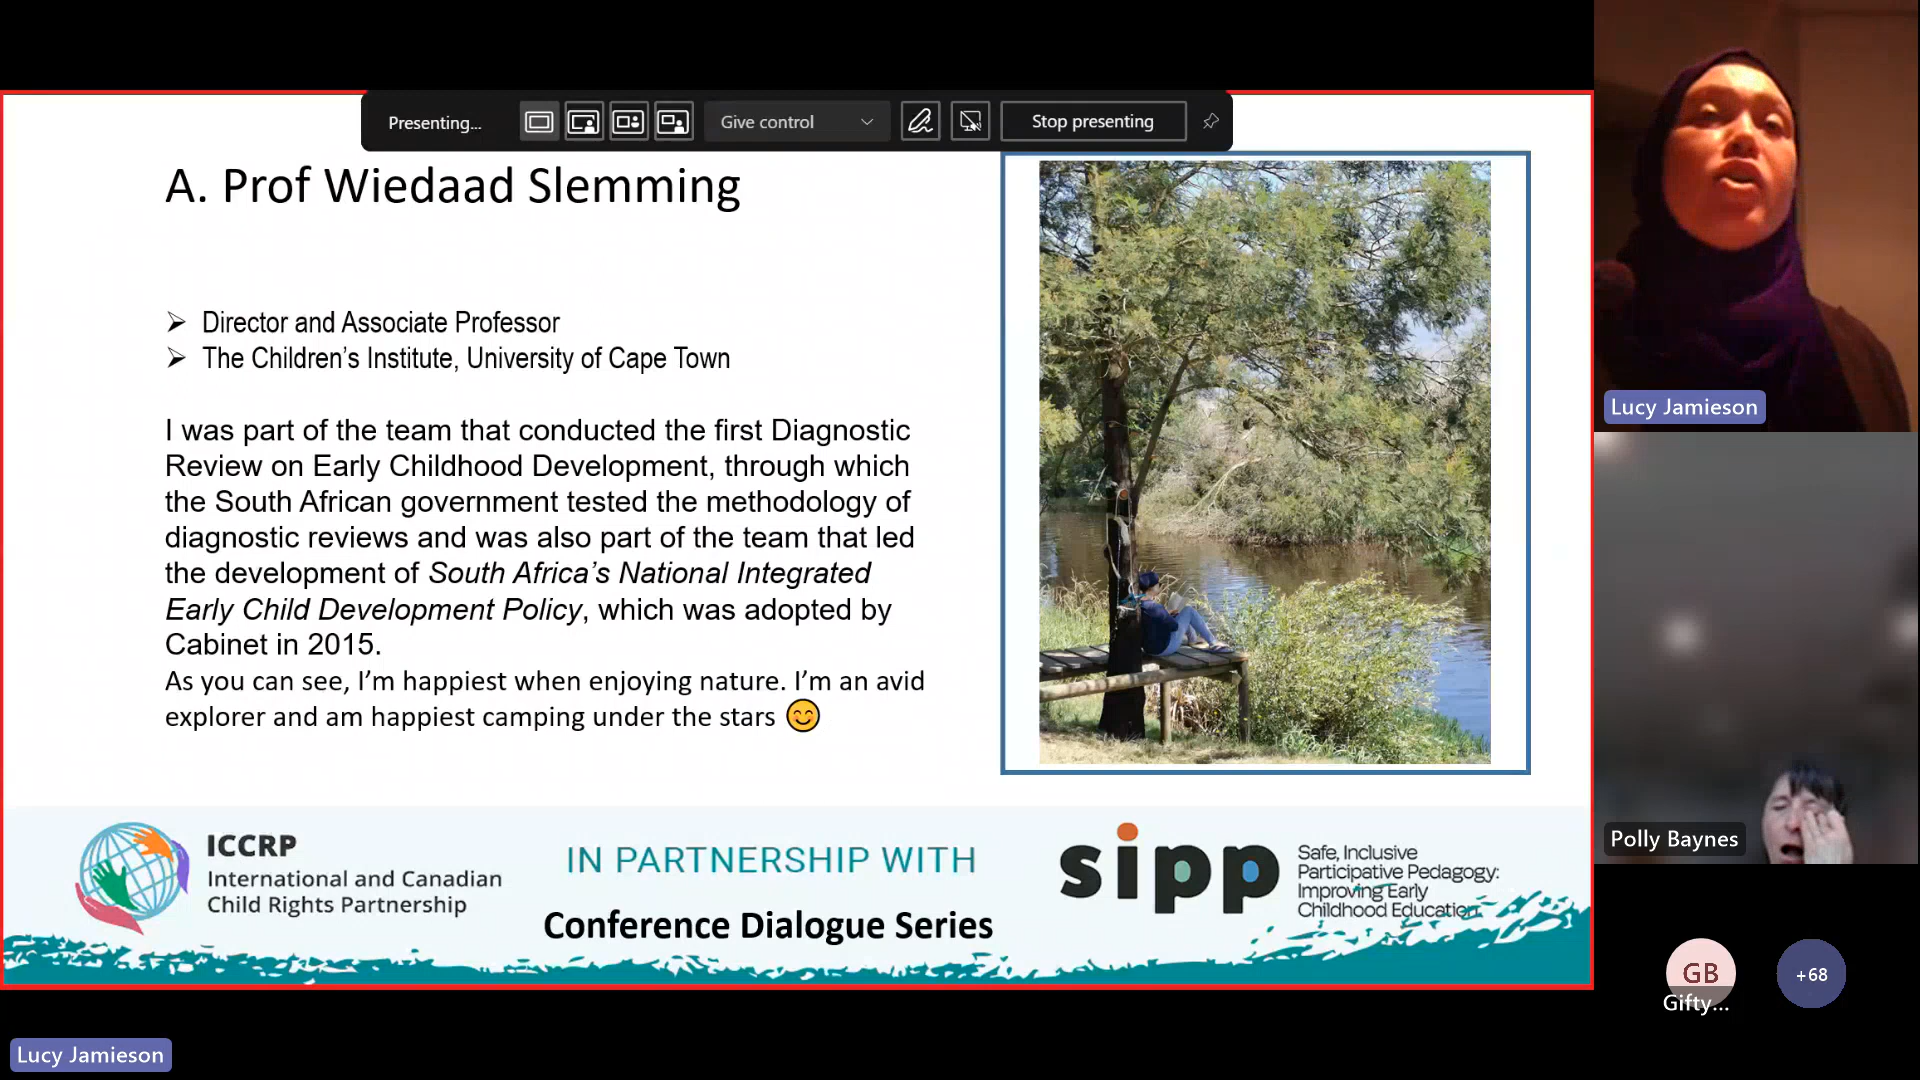 Presenting...
Give control
Stop presenting
A. Prof Wiedaad Slemming
➢ Director and Associate Professor
➢ The Children's Institute, University of Cape Town
I was part of the team that conducted the first Diagnostic
Review on Early Childhood Development, through which
the South African government tested the methodology of
diagnostic reviews and was also part of the team that led
the development of South Africa's National Integrated
Early Child Development Policy, which was adopted by
Cabinet in 2015.
As you can see, I'm happiest when enjoying nature. I'm an avid
explorer and am happiest camping under the stars 😊
ICCRP
International and Canadian
Child Rights Partnership
IN PARTNERSHIP WITH
Conference Dialogue Series
sipp
Safe, Inclusive
Participative Pedagogy:
Improving Early
Childhood Education
Lucy Jamieson
Polly Baynes
GB
Gifty...
+68
Lucy Jamieson